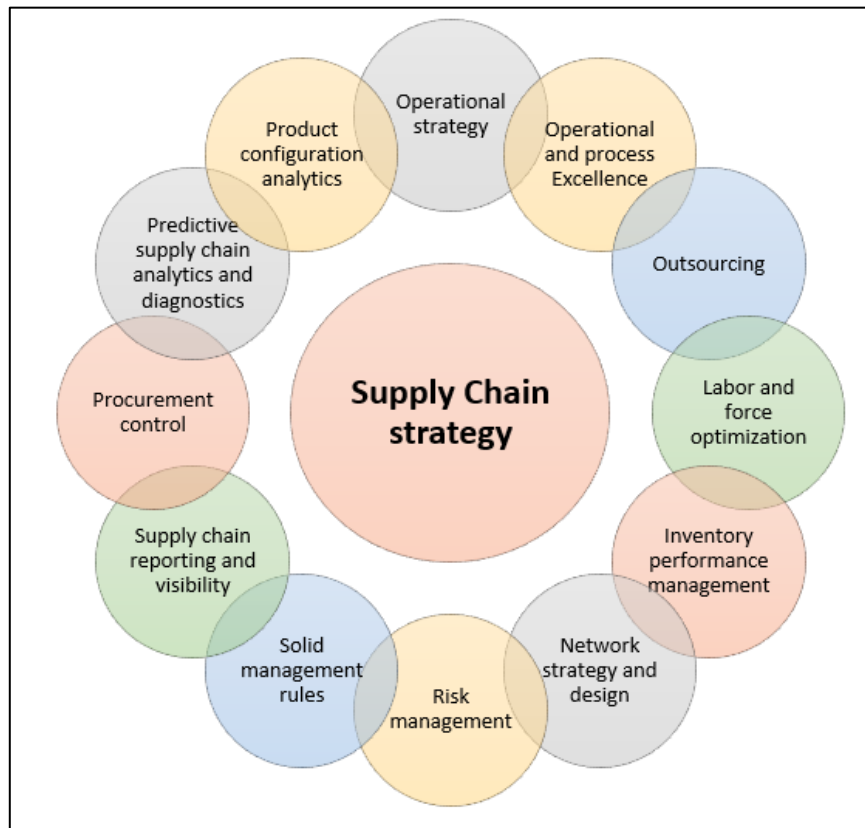 Operational
strategy
Operational
and process
Excellence
Outsourcing
Labor and
force
optimization
Inventory
performance
management
Network
strategy and
design
Risk
management
Solid
management
rules
Supply chain
reporting and
visibility
Procurement
control
Predictive
supply chain
analytics and
diagnostics
Product
configuration
analytics
Supply Chain
strategy